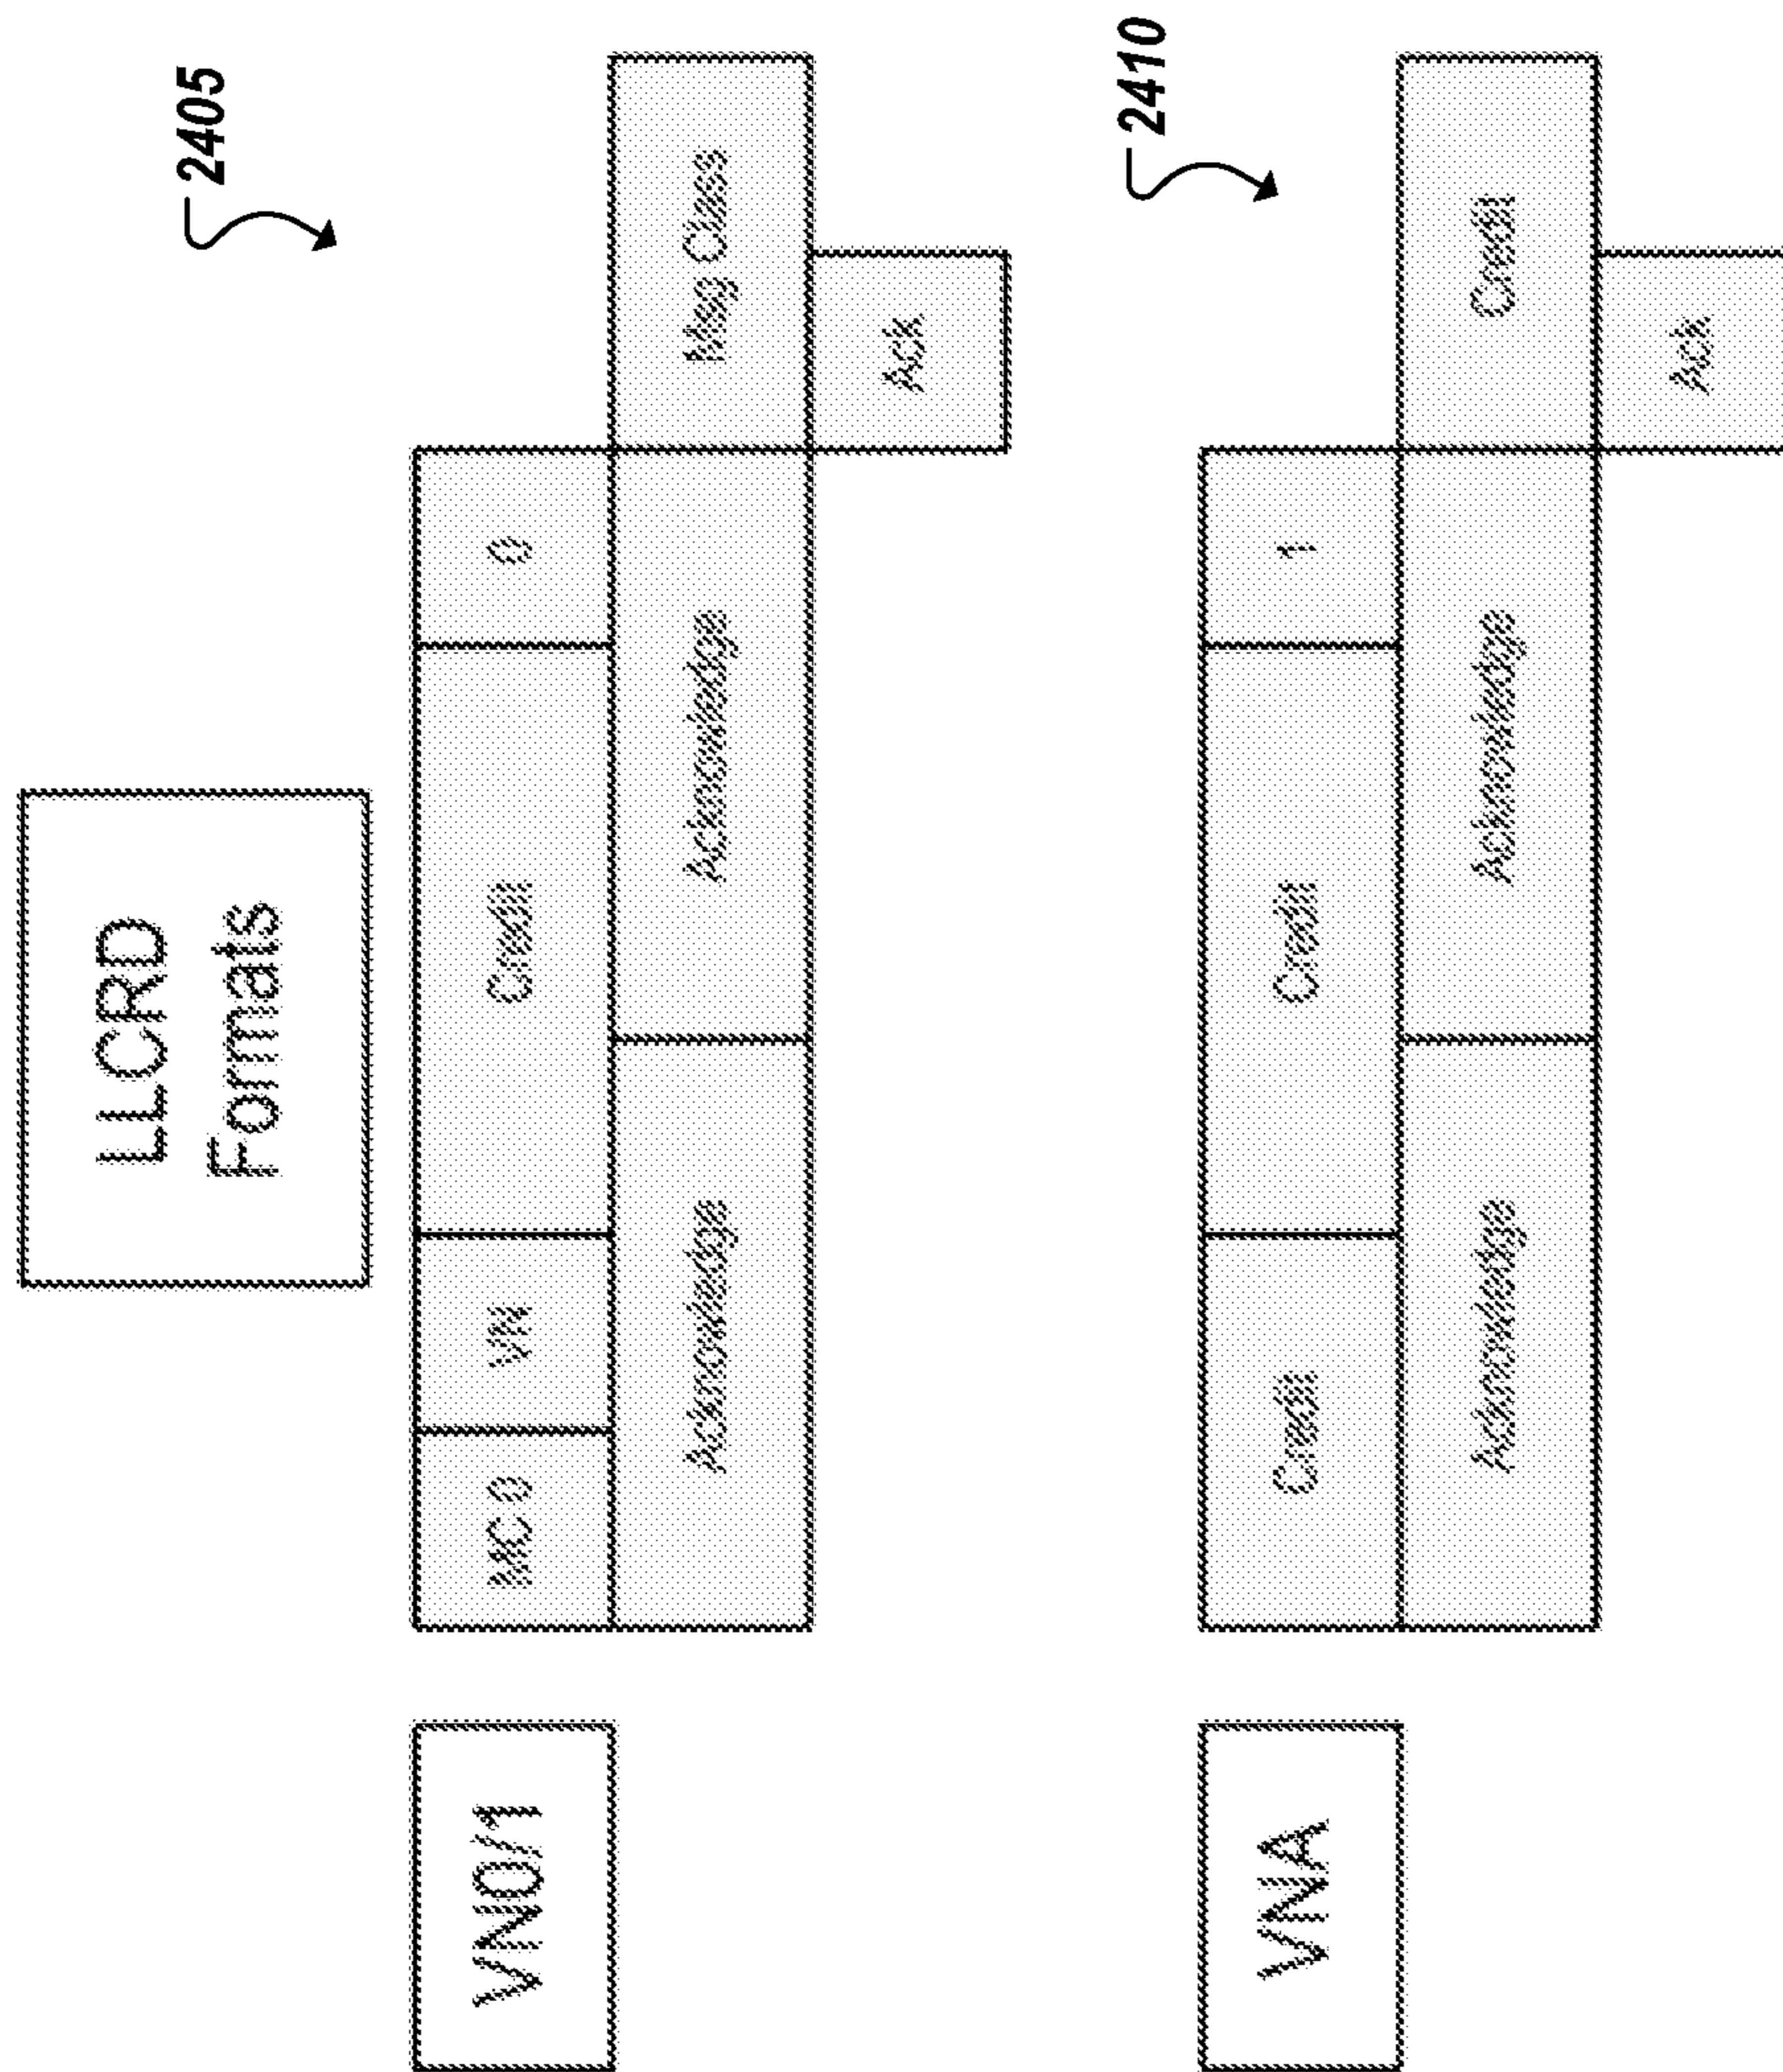 LLCRD
Formats
2405
VN0/1
MC 0
VN
Credit
0
Acknowledge
Acknowledge
Msg Class
Ack
2410
VNA
Credit
Credit
1
Acknowledge
Acknowledge
Credit
Ack